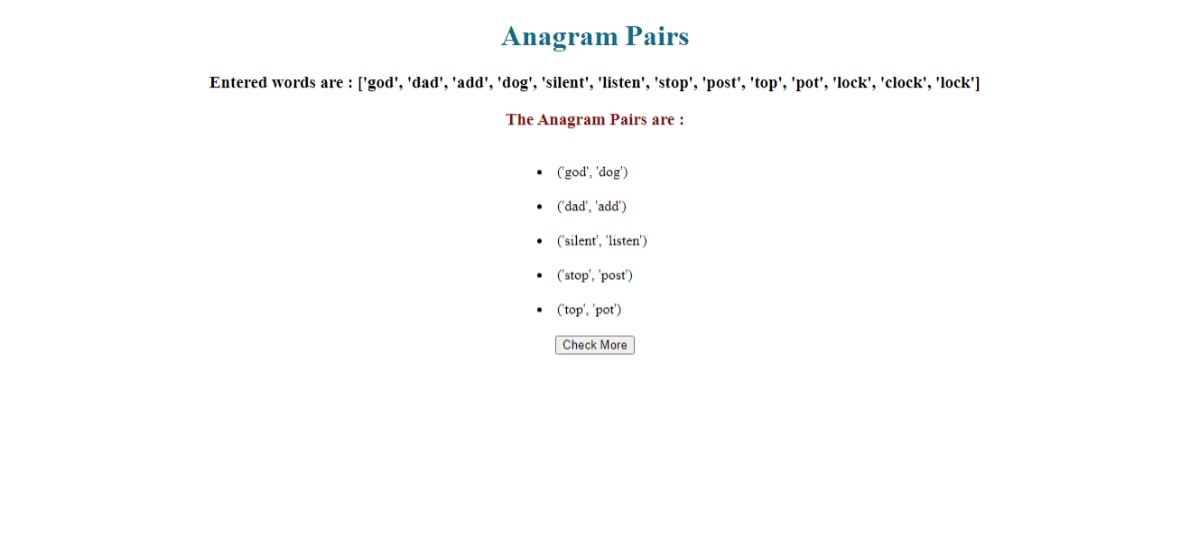 Anagram Pairs
Entered words are : ['god', 'dad', 'add', 'dog', 'silent', 'listen', 'stop', 'post', 'top', 'pot', 'lock', 'clock', 'lock']
The Anagram Pairs are :
• ('god', 'dog')
• ('dad', 'add')
• ('silent', 'listen')
• ('stop', 'post')
• ('top', 'pot')
Check More